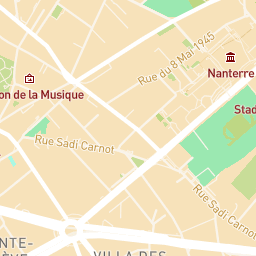 Rue du 8 Mai 1945
Nanterre
on de la Musique
Stad
Rue Sadi Carnot
Rue Sadi Carnot
NTE-
VILLA DES